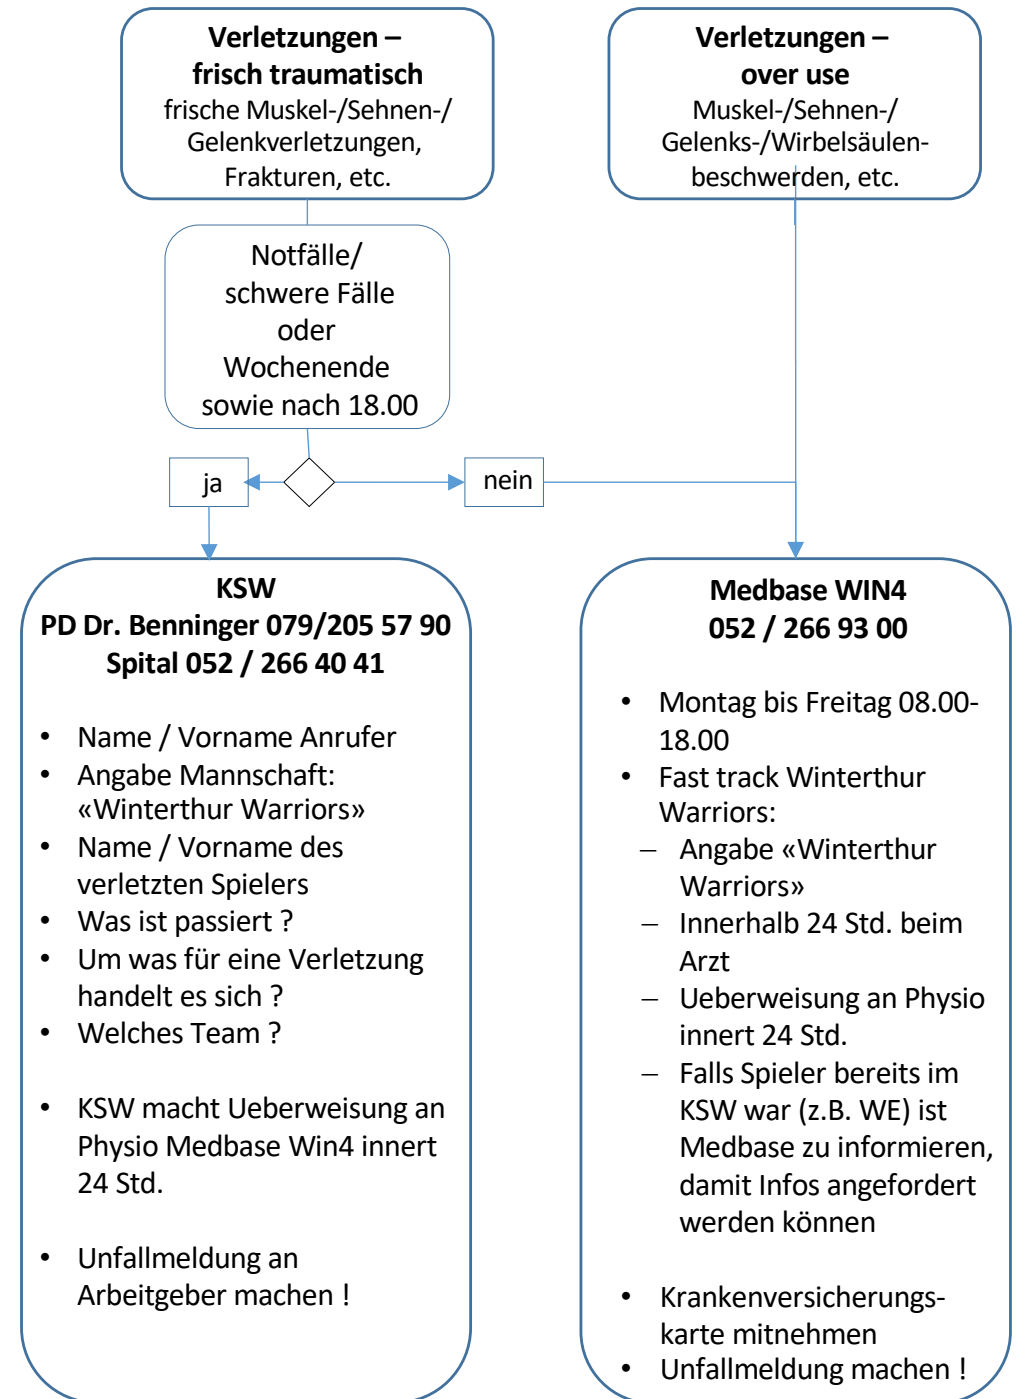 Verletzungen –
frisch traumatisch
frische Muskel-/Sehnen-/
Gelenkverletzungen,
Frakturen, etc.
Verletzungen –
over use
Muskel-/Sehnen-/
Gelenks-/Wirbelsäulen-
beschwerden, etc.
Notfälle/
schwere Fälle
oder
Wochenende
sowie nach 18.00
ja
nein
KSW
PD Dr. Benninger 079/205 57 90
Spital 052 / 266 40 41
• Name / Vorname Anrufer
• Angabe Mannschaft:
«Winterthur Warriors»
• Name / Vorname des
verletzten Spielers
• Was ist passiert ?
• Um was für eine Verletzung
handelt es sich ?
• Welches Team ?
• KSW macht Ueberweisung an
Physio Medbase Win4 innert
24 Std.
• Unfallmeldung an
Arbeitgeber machen !
Medbase WIN4
052 / 266 93 00
• Montag bis Freitag 08.00-
18.00
• Fast track Winterthur
Warriors:
– Angabe «Winterthur
Warriors»
– Innerhalb 24 Std. beim
Arzt
– Ueberweisung an Physio
innert 24 Std.
– Falls Spieler bereits im
KSW war (z.B. WE) ist
Medbase zu informieren,
damit Infos angefordert
werden können
• Krankenversicherungs-
karte mitnehmen
• Unfallmeldung machen !